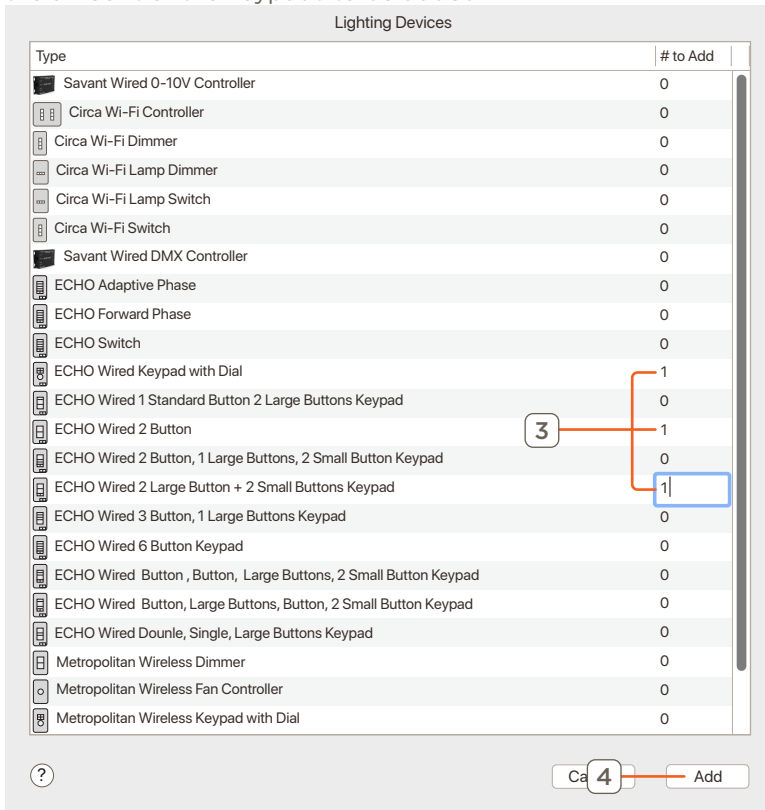 Lighting Devices
Type # to Add
Savant Wired 0-10V Controller 0
Circa Wi-Fi Controller 0
Circa Wi-Fi Dimmer 0
Circa Wi-Fi Lamp Dimmer 0
Circa Wi-Fi Lamp Switch 0
Circa Wi-Fi Switch 0
Savant Wired DMX Controller 0
ECHO Adaptive Phase 0
ECHO Forward Phase 0
ECHO Switch 0
ECHO Wired Keypad with Dial 1
ECHO Wired 1 Standard Button 2 Large Buttons Keypad 0
ECHO Wired 2 Button 3 1
ECHO Wired 2 Button, 1 Large Buttons, 2 Small Button Keypad 0
ECHO Wired 2 Large Button + 2 Small Buttons Keypad 1
ECHO Wired 3 Button, 1 Large Buttons Keypad 0
ECHO Wired 6 Button Keypad 0
ECHO Wired Button , Button, Large Buttons, 2 Small Button Keypad 0
ECHO Wired Button, Large Buttons, Button, 2 Small Button Keypad 0
ECHO Wired Dounle, Single, Large Buttons Keypad 0
Metropolitan Wireless Dimmer 0
Metropolitan Wireless Fan Controller 0
Metropolitan Wireless Keypad with Dial 0
? Ca 4 Add